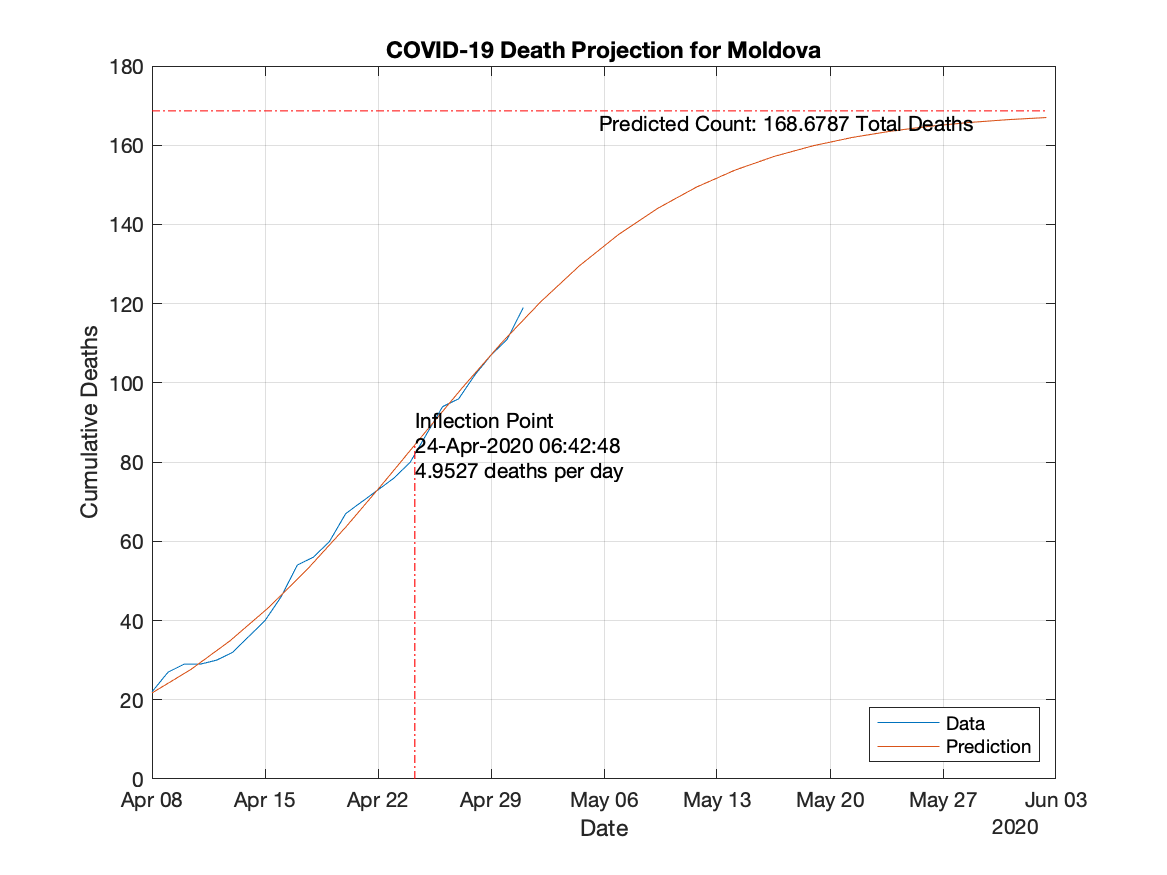 COVID-19 Death Projection for Moldova
180
160
140
120
100
80
60
40
20
0
Cumulative Deaths
Predicted Count: 168.6787 Total Deaths
Inflection Point
24-Apr-2020 06:42:48
4.9527 deaths per day
Data
Prediction
Apr 08 Apr 15 Apr 22 Apr 29 May 06 May 13 May 20 May 27 Jun 03
Date
2020